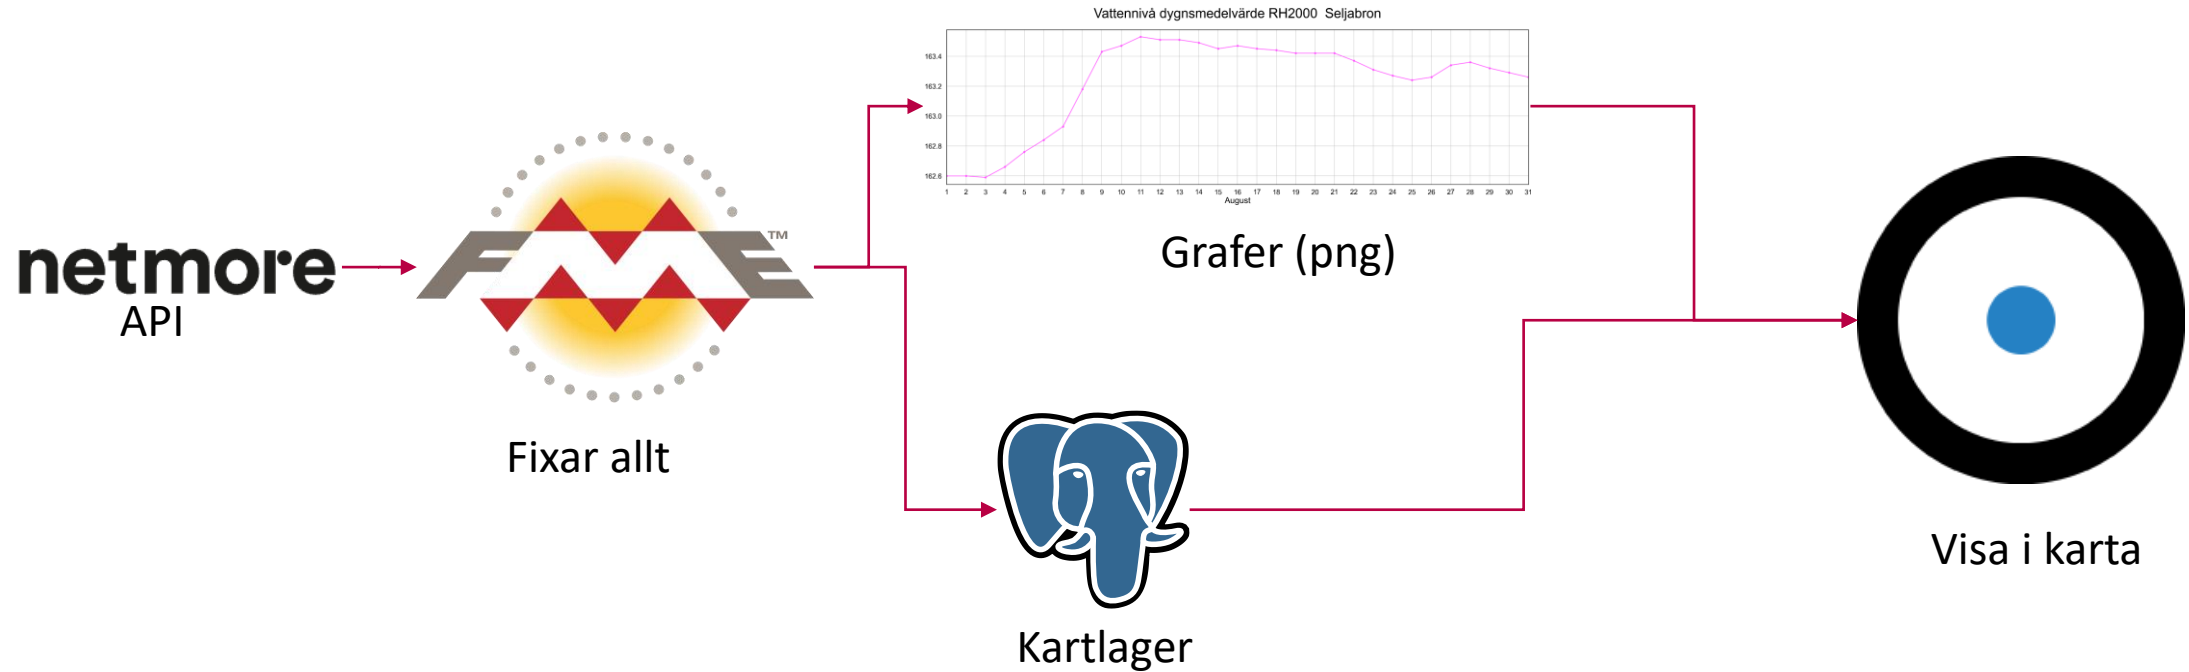 Vattennivå dygnsmedelvärde RH2000 Seljabron
163.4
163.2
163.0
162.8
162.6
1 2 3 4 5 6 7 8 9 10 11 12 13 14 15 16 17 18 19 20 21 22 23 24 25 26 27 28 29 30 31
August
Grafer (png)
netmore
API
FME™
Fixar allt
Kartlager
Visa i karta